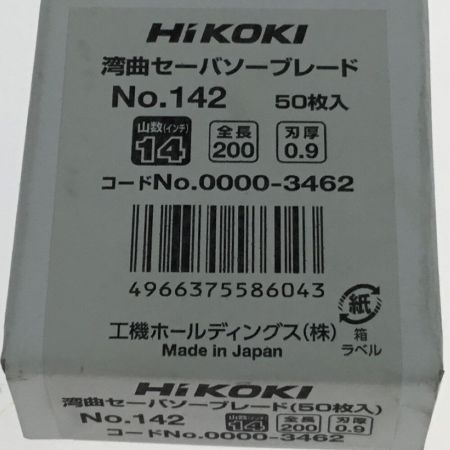 HiKOKI
湾曲セーバソーブレード
No.142 50枚入
山数(インチ) 14 全長 200 刃厚 0.9
コードNo.0000-3462
4966375586043
紙
箱
ラベル
工機ホールディングス(株)
Made in Japan
HiKOKI
湾曲セーバソーブレード(50枚入)
No.142 山数(インチ) 14 全長 200 刃厚 0.9
コードNo.0000-3462